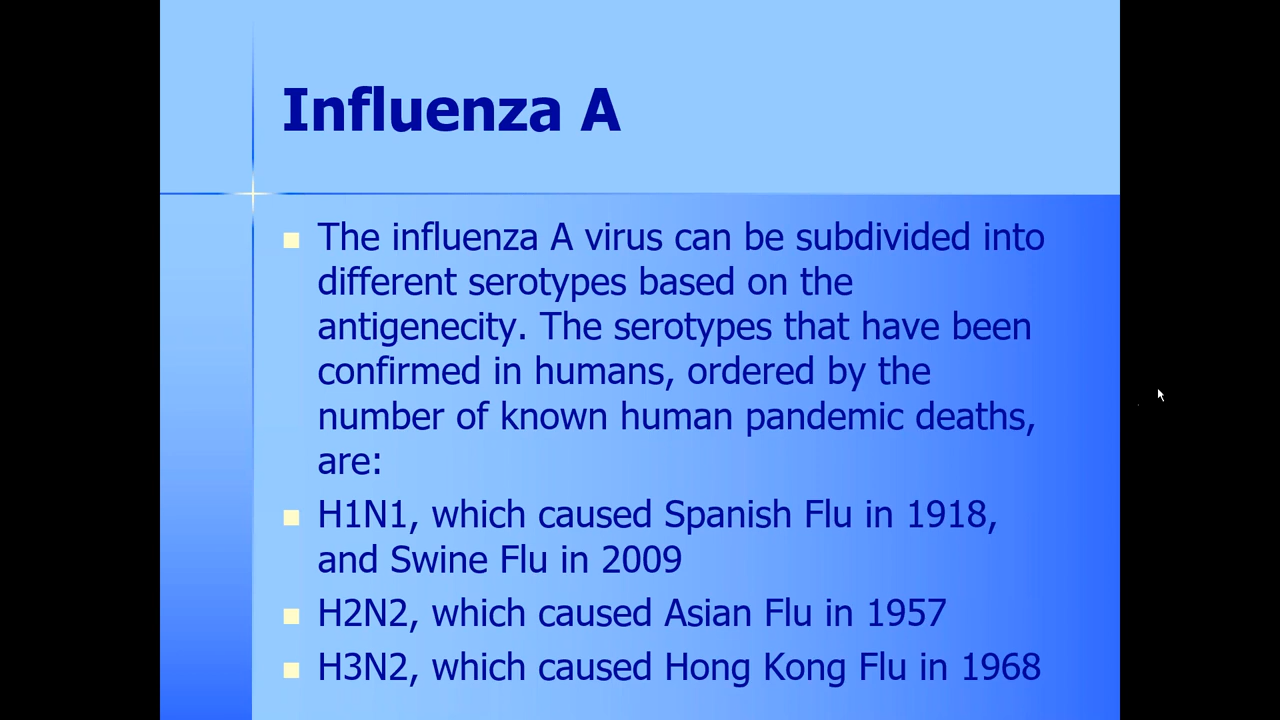 Influenza A
The influenza A virus can be subdivided into
different serotypes based on the
antigenecity. The serotypes that have been
confirmed in humans, ordered by the
number of known human pandemic deaths,
are:
H1N1, which caused Spanish Flu in 1918,
and Swine Flu in 2009
H2N2, which caused Asian Flu in 1957
H3N2, which caused Hong Kong Flu in 1968